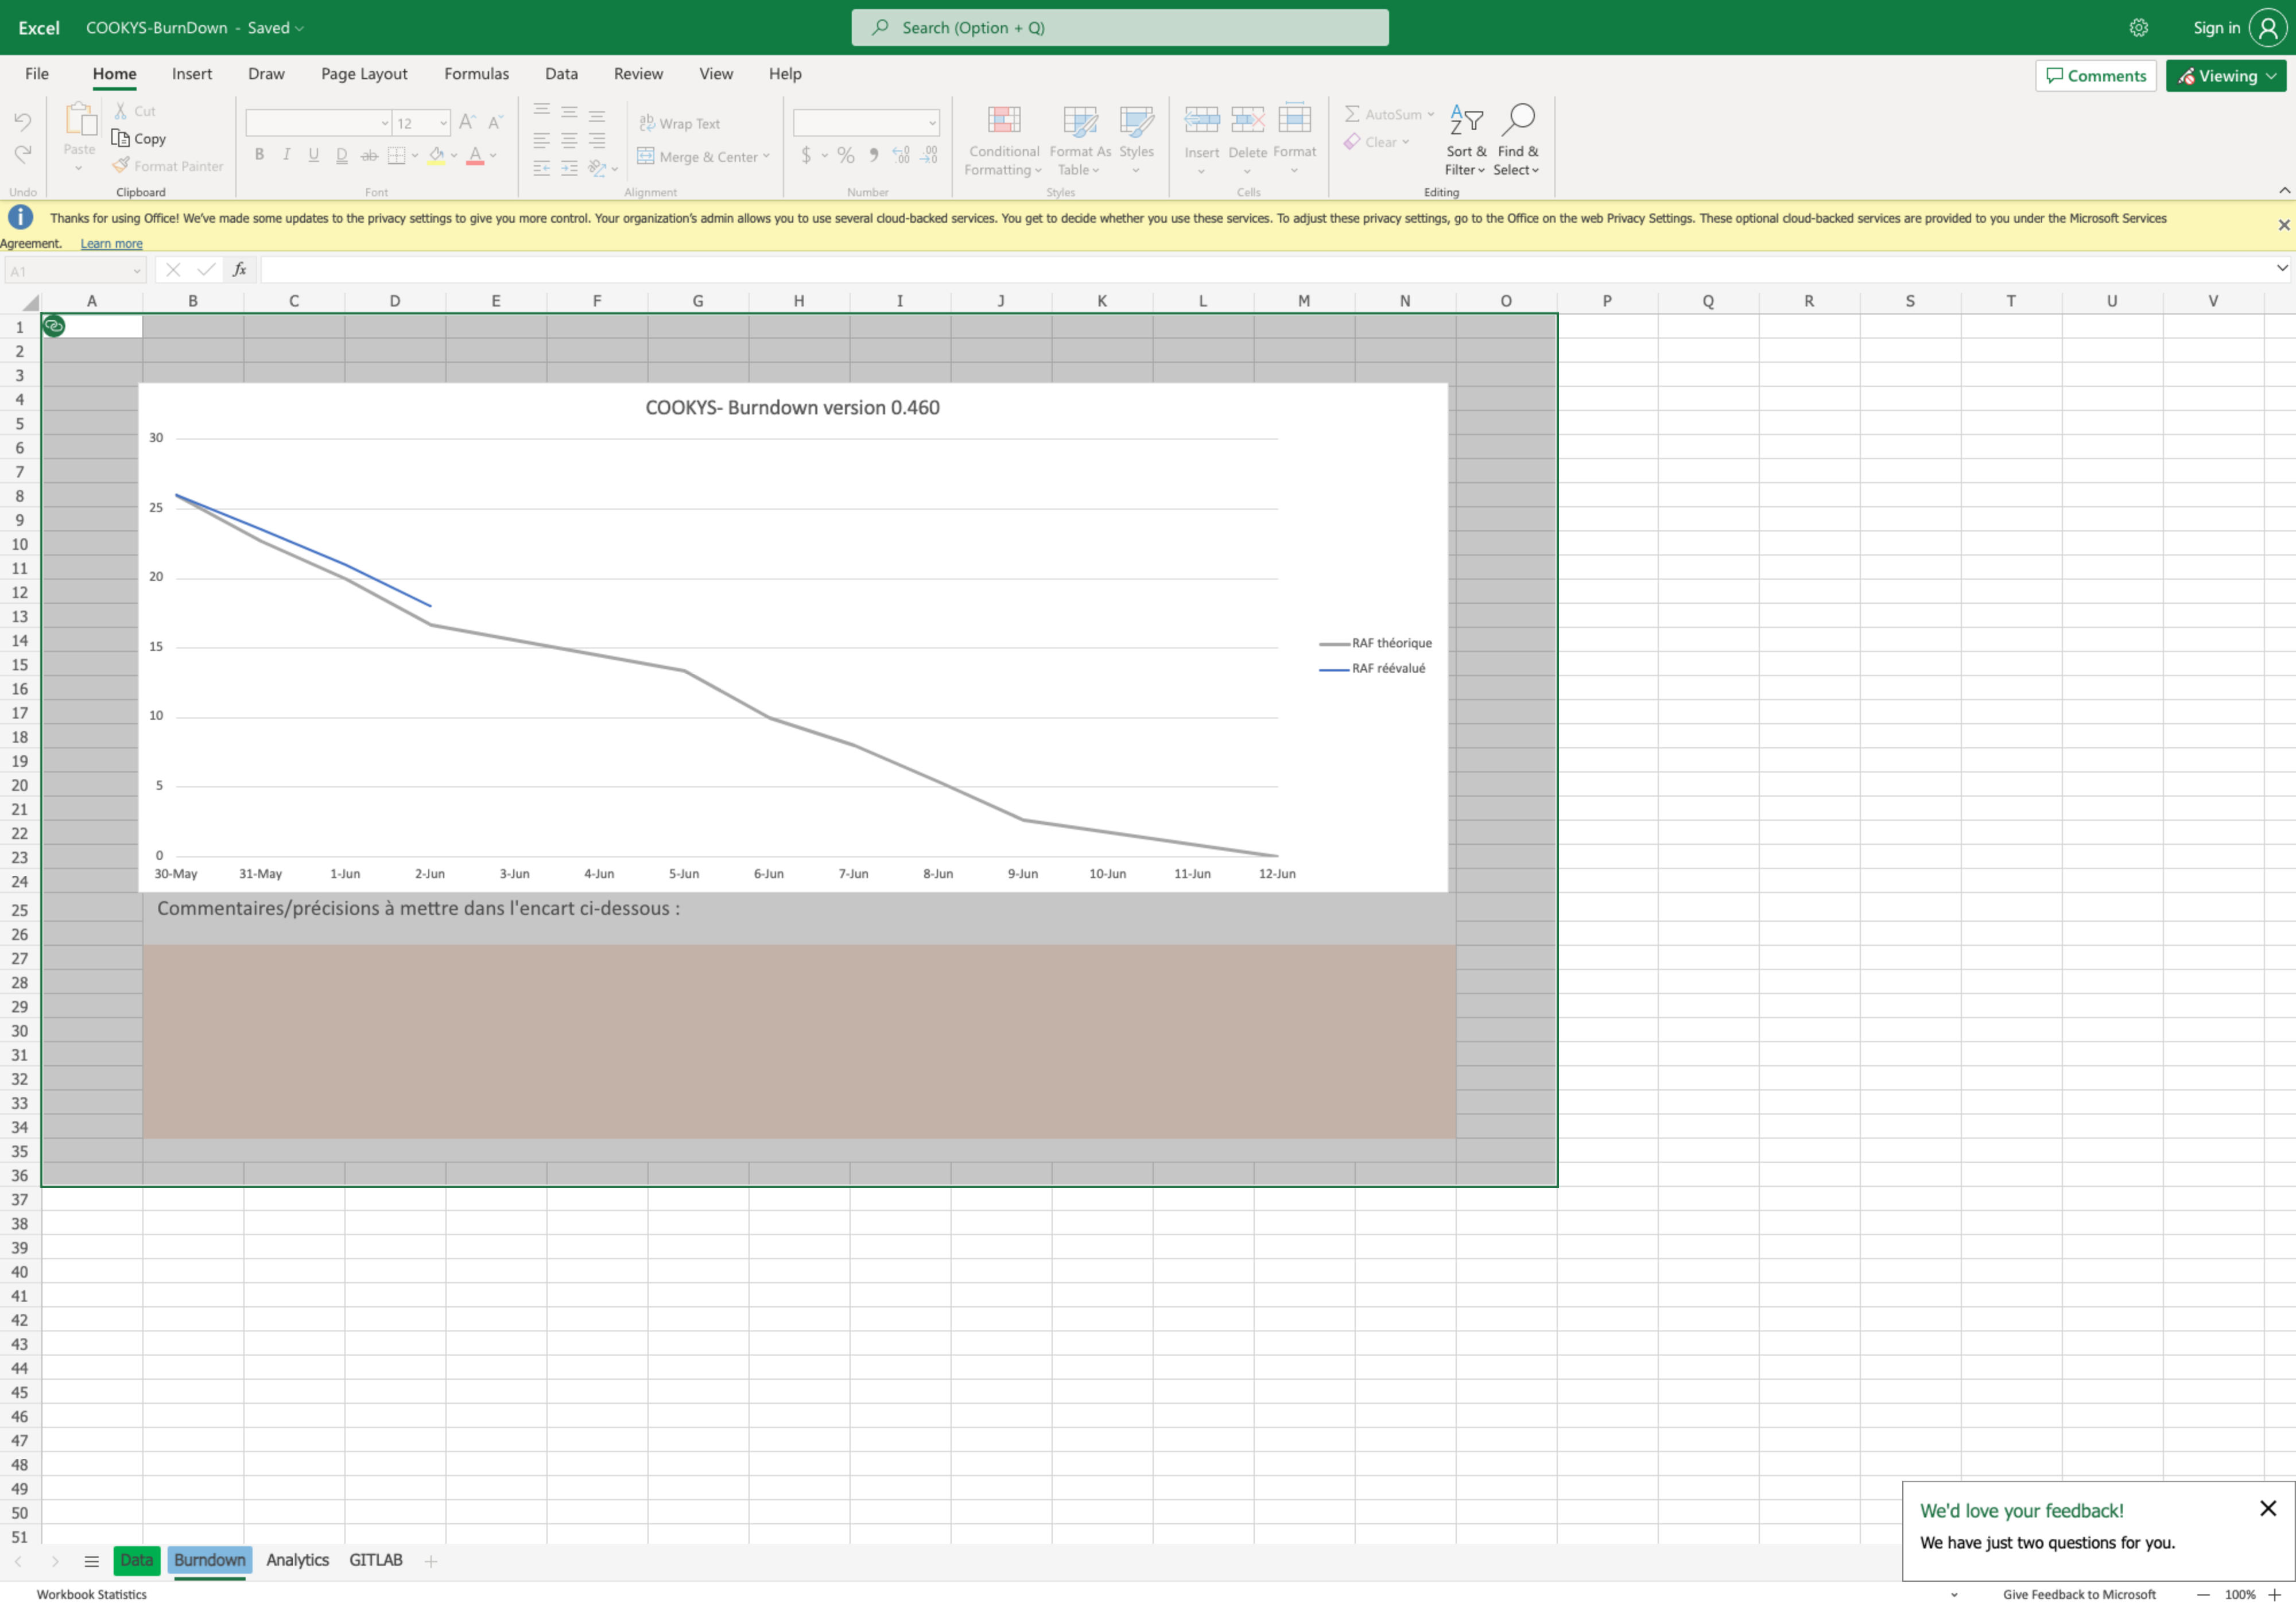 Excel COOKYS-BurnDown - Saved Search (Option + Q) Sign in
File Home Insert Draw Page Layout Formulas Data Review View Help Comments Viewing
Cut
Copy
Format Painter
Paste
12
B I U D ab A
Wrap Text
Merge & Center
$ % 9
Conditional Formatting
Format As Table
Styles
Insert Delete Format
AutoSum
Clear
Sort & Filter
Find & Select
Undo Clipboard Font Alignment Number Styles Cells Editing
Thanks for using Office! We've made some updates to the privacy settings to give you more control. Your organization's admin allows you to use several cloud-backed services. You get to decide whether you use these services. To adjust these privacy settings, go to the Office on the web Privacy Settings. These optional cloud-backed services are provided to you under the Microsoft Services
Agreement. Learn more
A1 fx
A B C D E F G H I J K L M N O P Q R S T U V
1
2
3
4
5
6
7
8
9
10
11
12
13
14
15
16
17
18
19
20
21
22
23
24
25
26
27
28
29
30
31
32
33
34
35
36
37
38
39
40
41
42
43
44
45
46
47
48
49
50
51
COOKYS- Burndown version 0.460
30
25
20
15
10
5
0
30-May 31-May 1-Jun 2-Jun 3-Jun 4-Jun 5-Jun 6-Jun 7-Jun 8-Jun 9-Jun 10-Jun 11-Jun 12-Jun
RAF théorique
RAF réévalué
Commentaires/précisions à mettre dans l'encart ci-dessous :
We'd love your feedback!
We have just two questions for you.
Data Burndown Analytics GITLAB
Workbook Statistics Give Feedback to Microsoft 100%